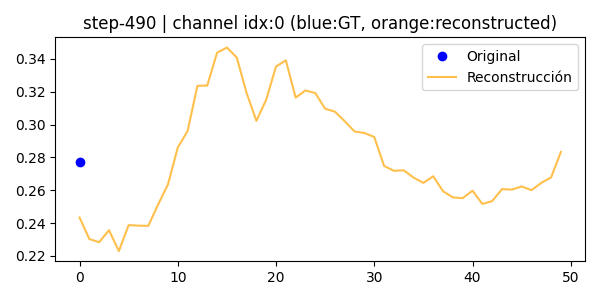 step-490 | channel idx:0 (blue:GT, orange:reconstructed)
0.34
0.32
0.30
0.28
0.26
0.24
0.22
Original
Reconstrucción
0 10 20 30 40 50